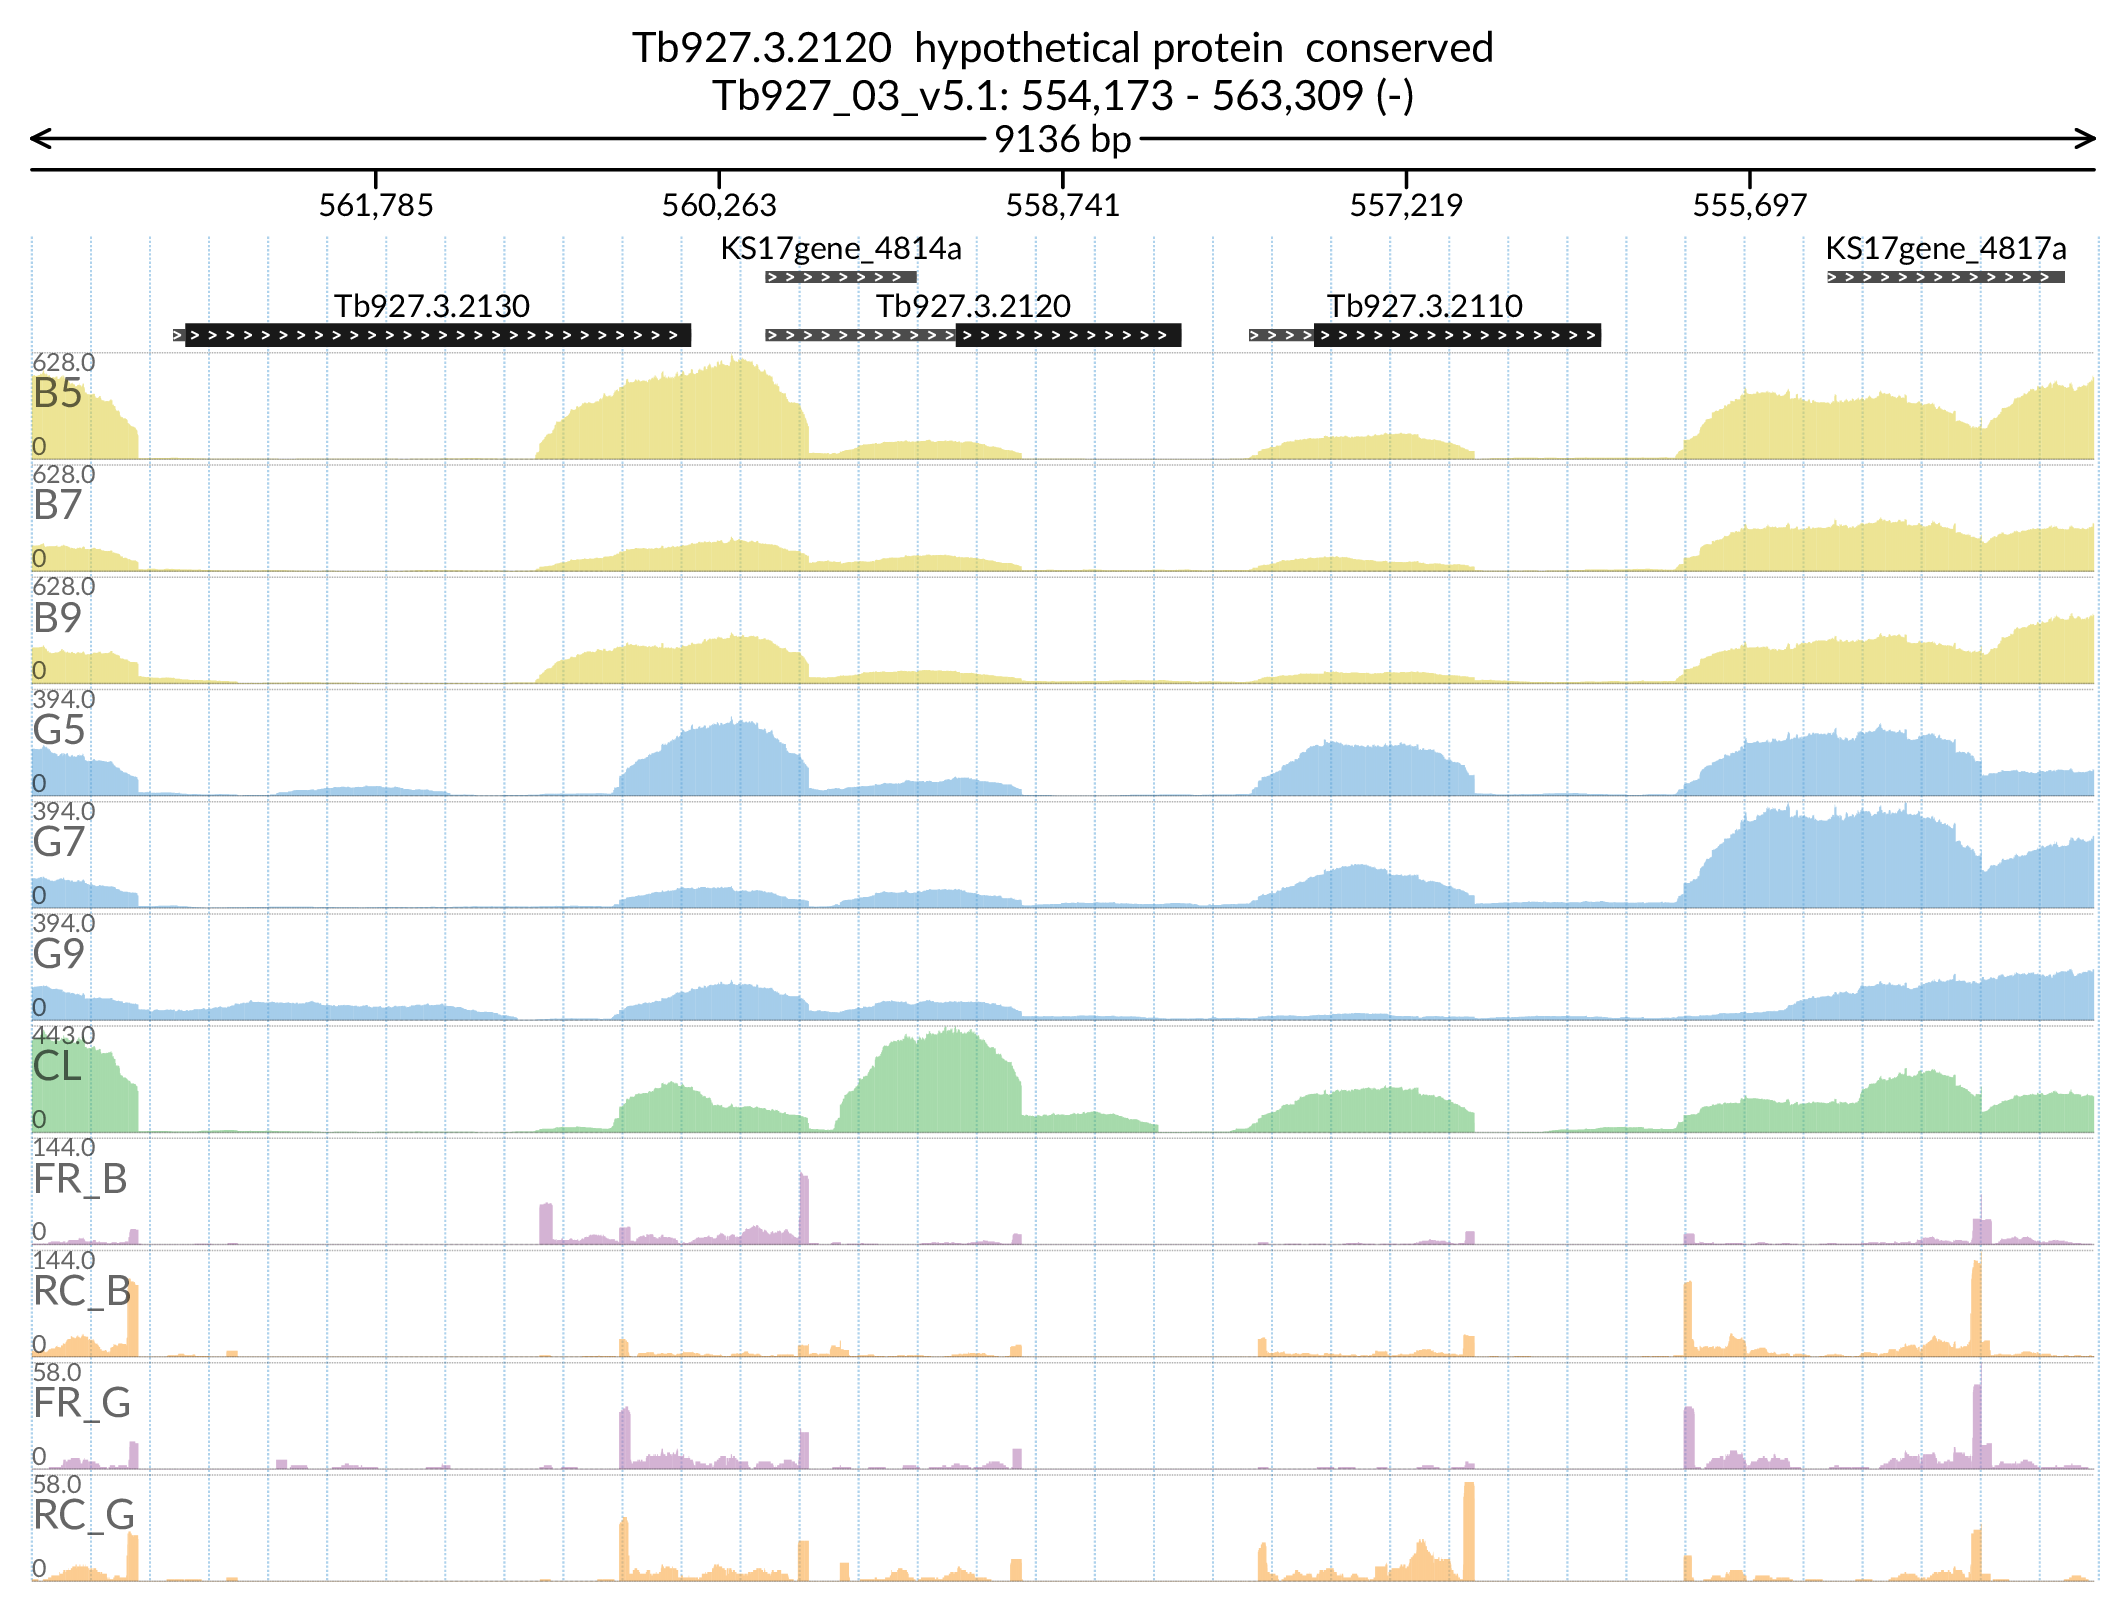 Tb927.3.2120  hypothetical protein  conserved
Tb927_03_v5.1: 554,173 - 563,309 (-)
9136 bp
561,785 560,263 558,741 557,219 555,697
KS17gene_4814a KS17gene_4817a
Tb927.3.2130 Tb927.3.2120 Tb927.3.2110
628.0
B5
0
628.0
B7
0
628.0
B9
0
394.0
G5
0
394.0
G7
0
394.0
G9
0
443.0
CL
0
144.0
FR_B
0
144.0
RC_B
0
58.0
FR_G
0
58.0
RC_G
0